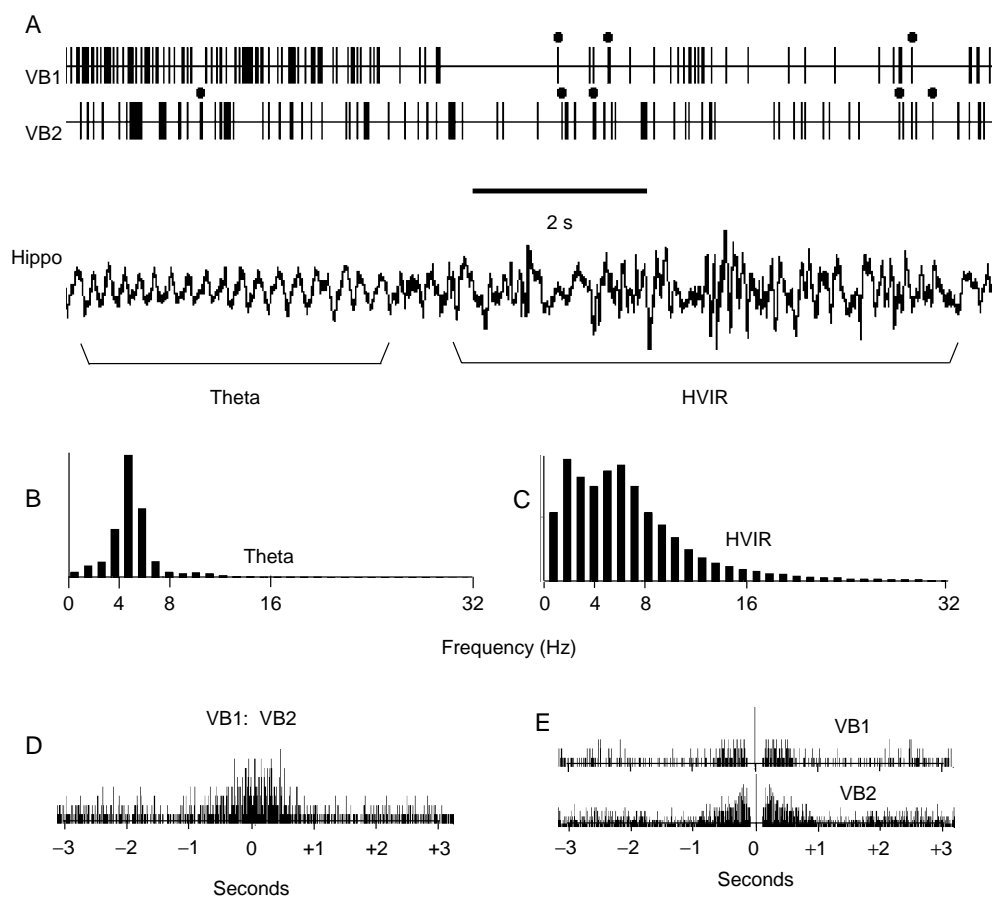 A
VB1
VB2
2 s
Hippo
Theta
HVIR
B
Theta
0 4 8 16 32
C
HVIR
0 4 8 16 32
Frequency (Hz)
D
VB1: VB2
−3 −2 −1 0 +1 +2 +3
Seconds
E
VB1
VB2
−3 −2 −1 0 +1 +2 +3
Seconds